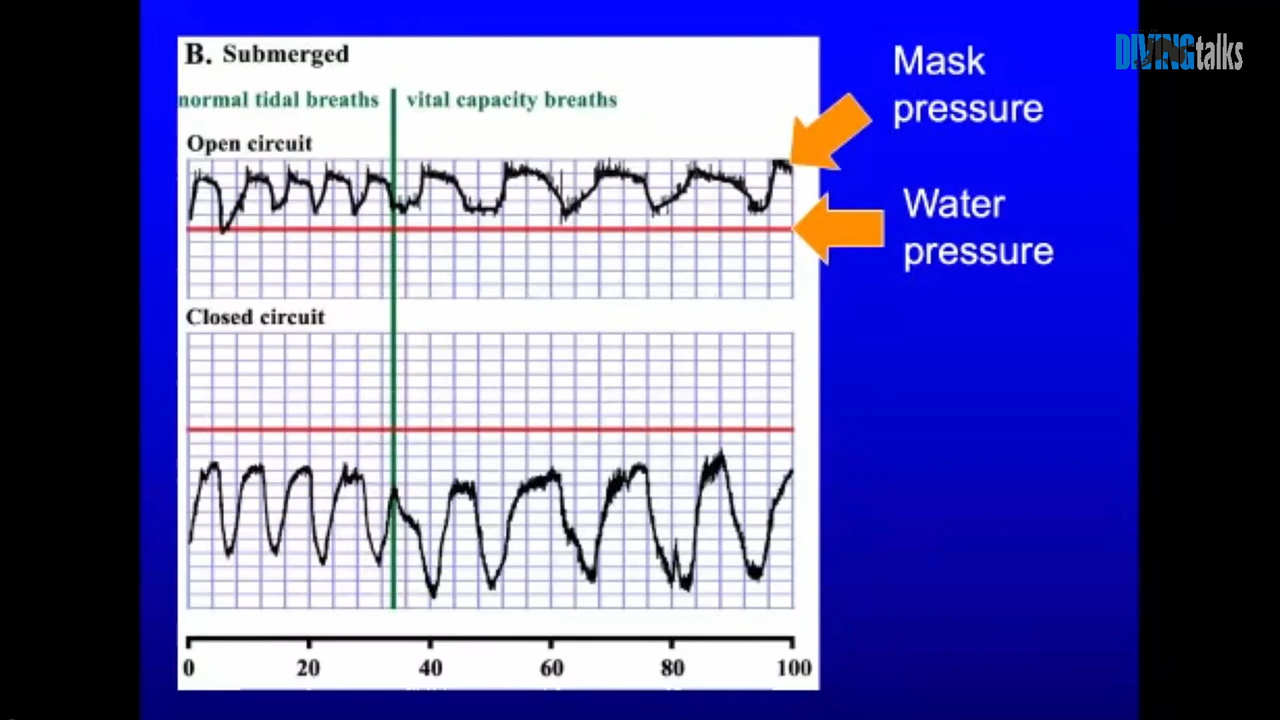 B. Submerged
normal tidal breaths
vital capacity breaths
Open circuit
Closed circuit
0 20 40 60 80 100
Mask
pressure
Water
pressure
DIVINGtalks